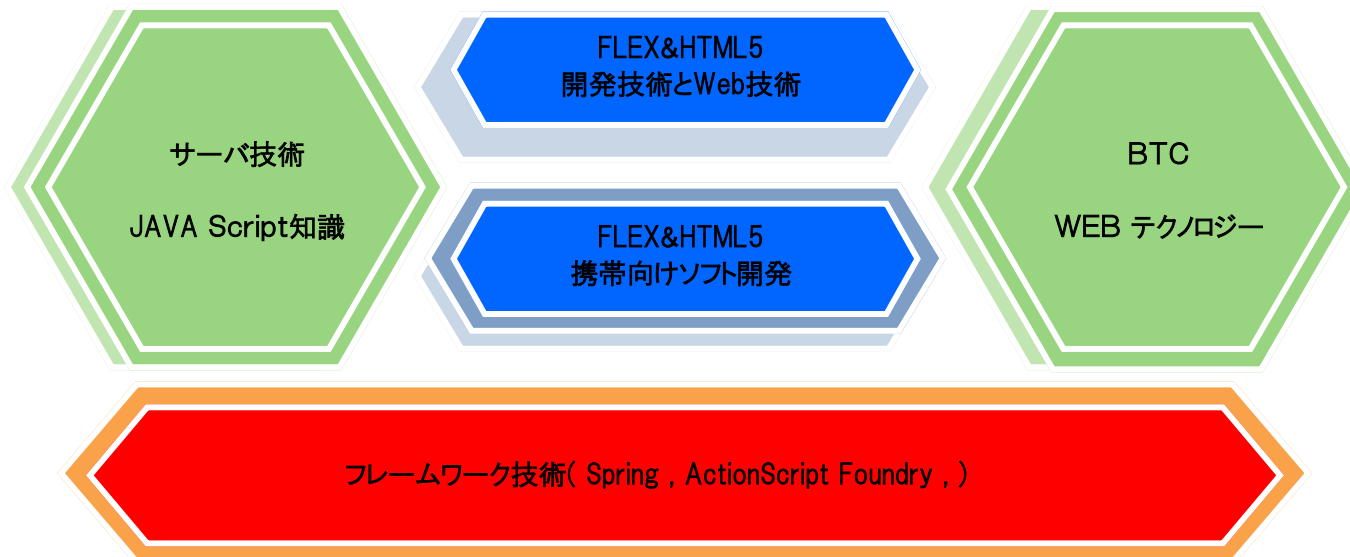 サーバ技術
JAVA Script知識
FLEX&HTML5
開発技術とWeb技術
FLEX&HTML5
携帯向けソフト開発
BTC
WEB テクノロジー
フレームワーク技術( Spring , ActionScript Foundry , )